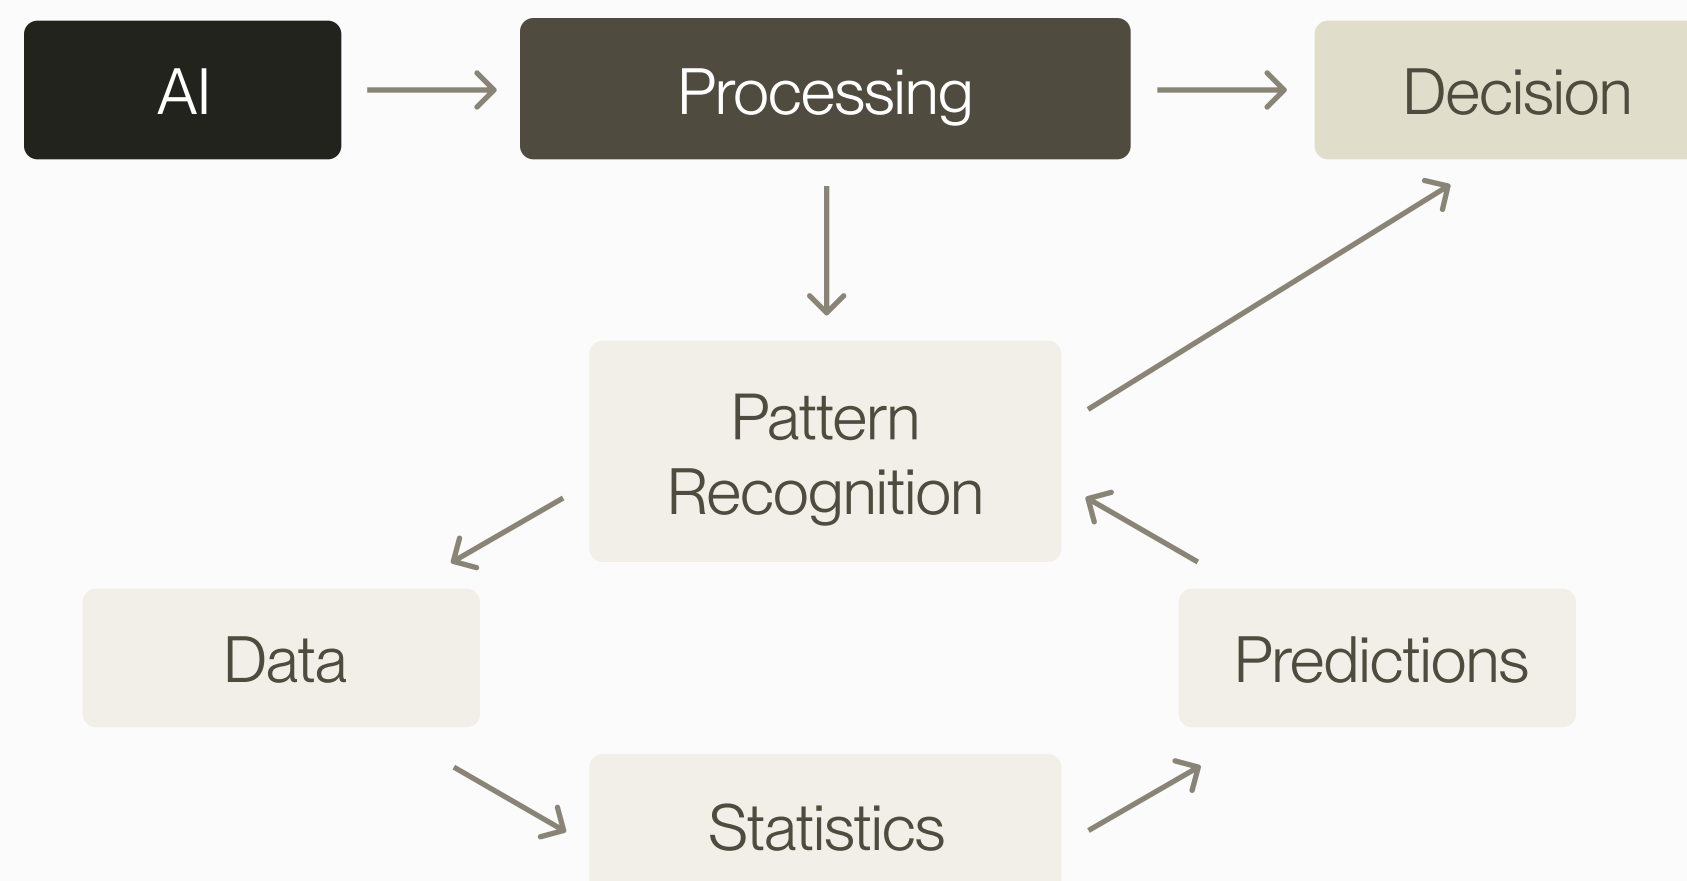 AI
Processing
Decision
Pattern
Recognition
Data
Predictions
Statistics